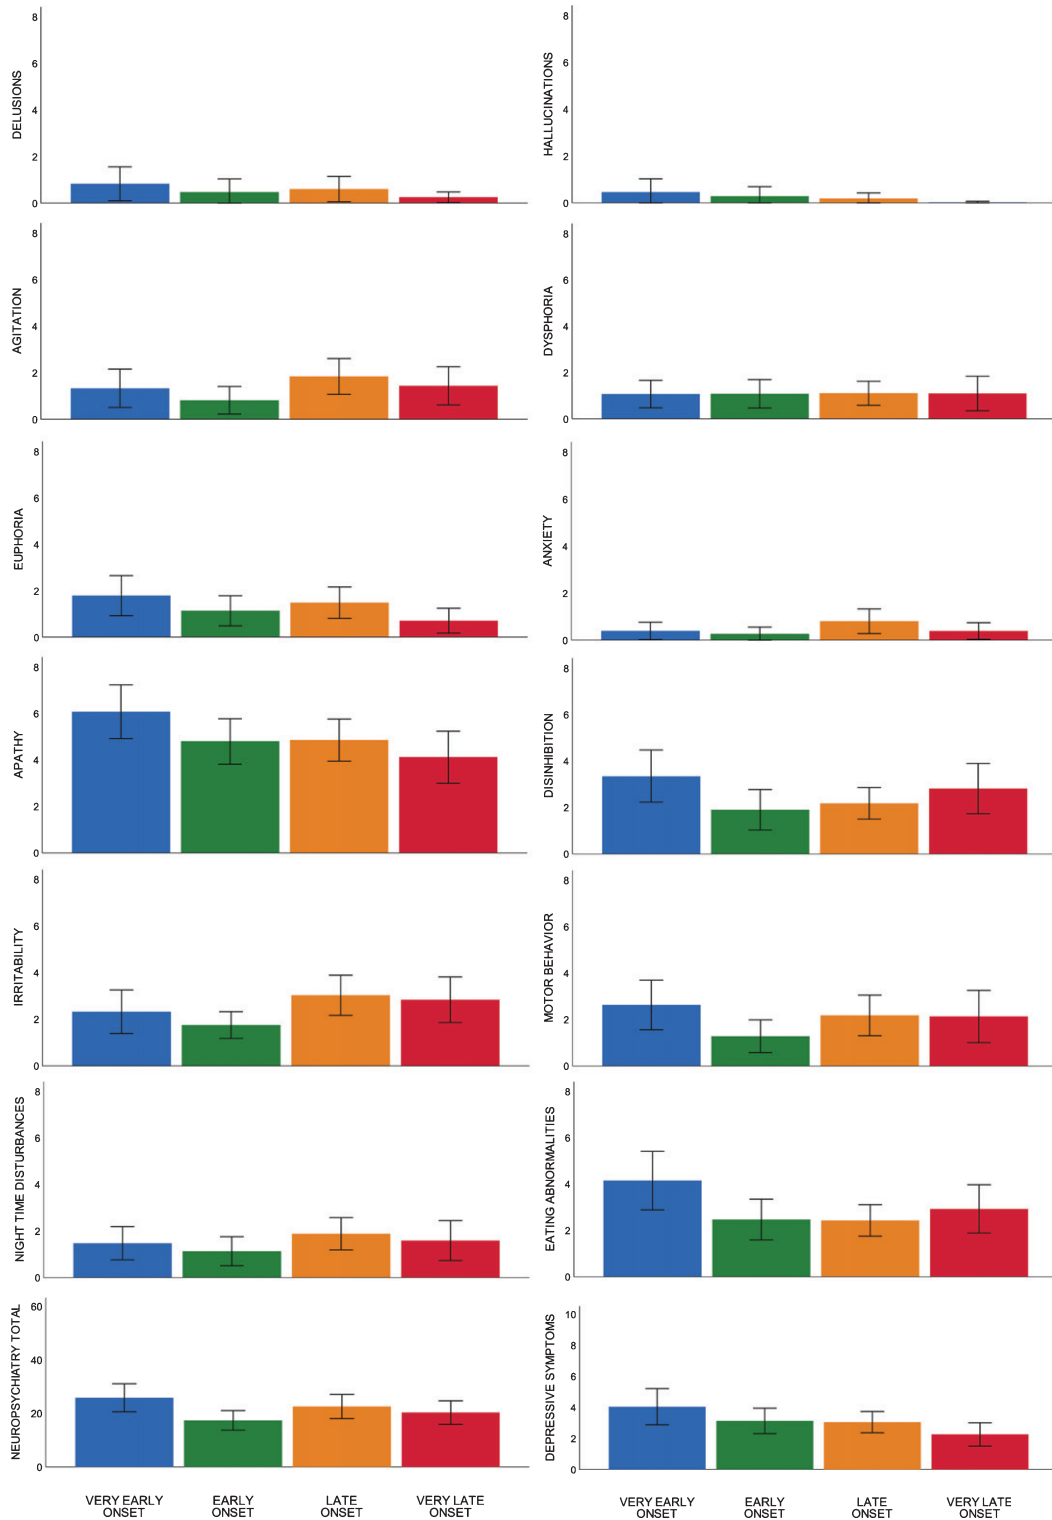 DELUSIONS
8
6
4
2
0
HALLUCINATIONS
8
6
4
2
0
AGITATION
8
6
4
2
0
DYSPHORIA
8
6
4
2
0
EUPHORIA
8
6
4
2
0
ANXIETY
8
6
4
2
0
APATHY
8
6
4
2
0
DISINHIBITION
8
6
4
2
0
IRRITABILITY
8
6
4
2
0
MOTOR BEHAVIOR
8
6
4
2
0
NIGHT TIME DISTURBANCES
8
6
4
2
0
EATING ABNORMALITIES
8
6
4
2
0
NEUROPSYCHIATRY TOTAL
60
40
20
0
DEPRESSIVE SYMPTOMS
10
8
6
4
2
0
VERY EARLY
ONSET
EARLY
ONSET
LATE
ONSET
VERY LATE
ONSET
VERY EARLY
ONSET
EARLY
ONSET
LATE
ONSET
VERY LATE
ONSET